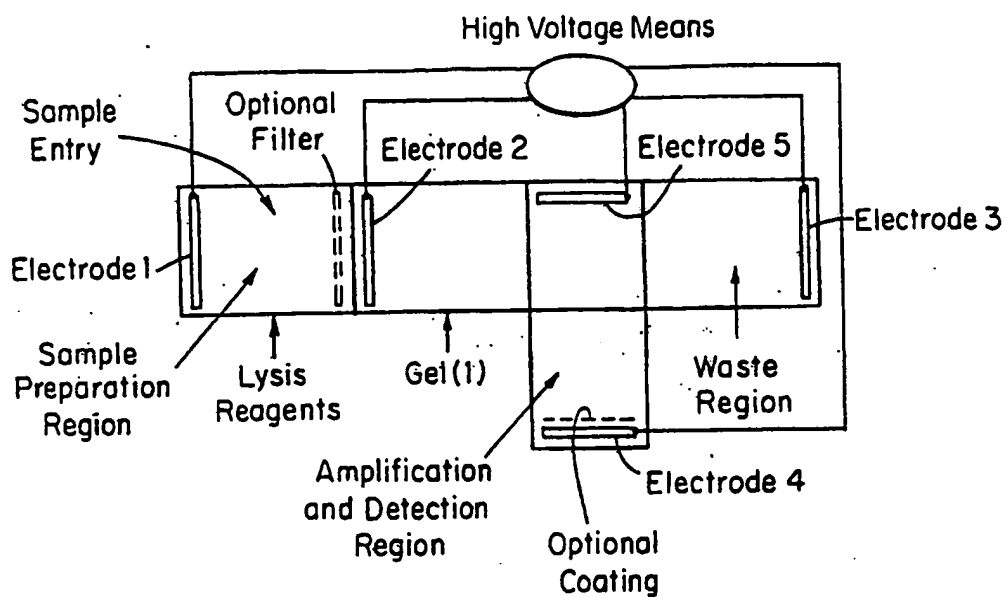 High Voltage Means
Sample
Entry
Optional
Filter
Electrode 2
Electrode 5
Electrode 3
Electrode 1
Sample
Preparation
Region
Lysis
Reagents
Gel(1)
Waste
Region
Amplification
and Detection
Region
Electrode 4
Optional
Coating